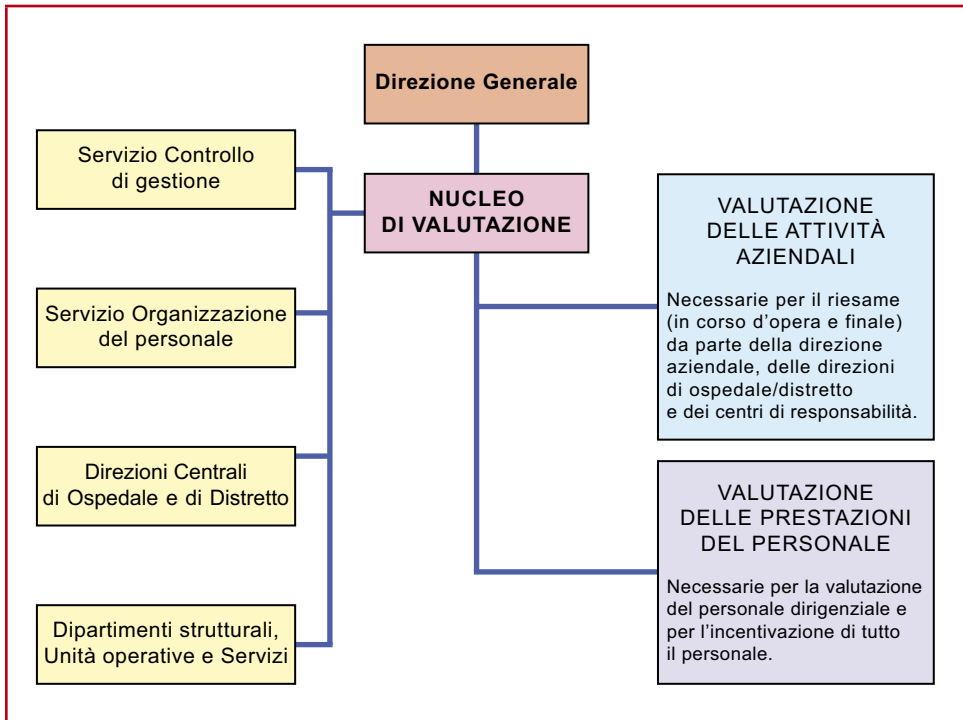 Direzione Generale
NUCLEO
DI VALUTAZIONE
Servizio Controllo
di gestione
Servizio Organizzazione
del personale
Direzioni Centrali
di Ospedale e di Distretto
Dipartimenti strutturali,
Unità operative e Servizi
VALUTAZIONE
DELLE ATTIVITÀ
AZIENDALI
Necessarie per il riesame
(in corso d’opera e finale)
da parte della direzione
aziendale, delle direzioni
di ospedale/distretto
e dei centri di responsabilità.
VALUTAZIONE
DELLE PRESTAZIONI
DEL PERSONALE
Necessarie per la valutazione
del personale dirigenziale e
per l’incentivazione di tutto
il personale.